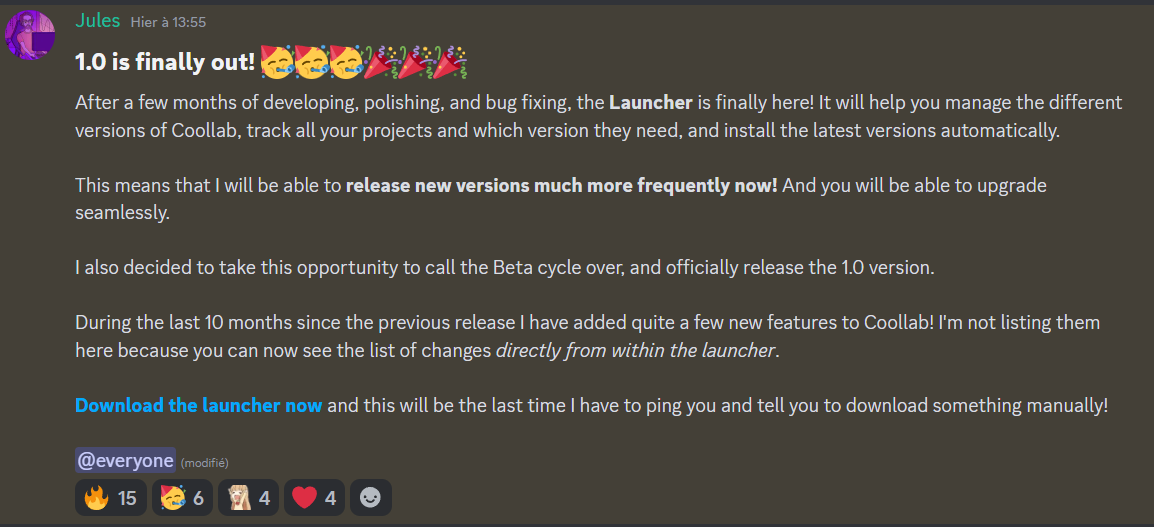 Jules Hier à 13:55
1.0 is finally out! 🥳🥳🥳🎉🎉🎉
After a few months of developing, polishing, and bug fixing, the Launcher is finally here! It will help you manage the different
versions of Coollab, track all your projects and which version they need, and install the latest versions automatically.
This means that I will be able to release new versions much more frequently now! And you will be able to upgrade
seamlessly.
I also decided to take this opportunity to call the Beta cycle over, and officially release the 1.0 version.
During the last 10 months since the previous release I have added quite a few new features to Coollab! I'm not listing them
here because you can now see the list of changes directly from within the launcher.
Download the launcher now and this will be the last time I have to ping you and tell you to download something manually!
@everyone (modifié)
🔥 15 🥳 6 4 ❤️ 4